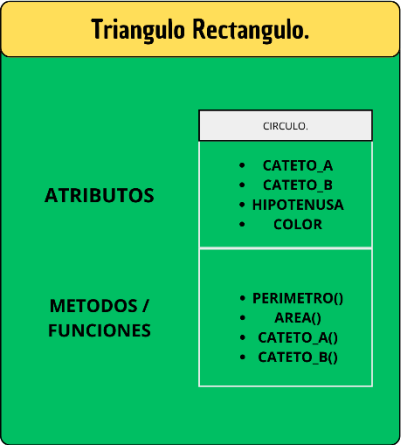 Triangulo Rectangulo.
CIRCULO.
ATRIBUTOS
• CATETO_A
• CATETO_B
• HIPOTENUSA
• COLOR
METODOS /
FUNCIONES
• PERIMETRO()
• AREA()
• CATETO_A()
• CATETO_B()